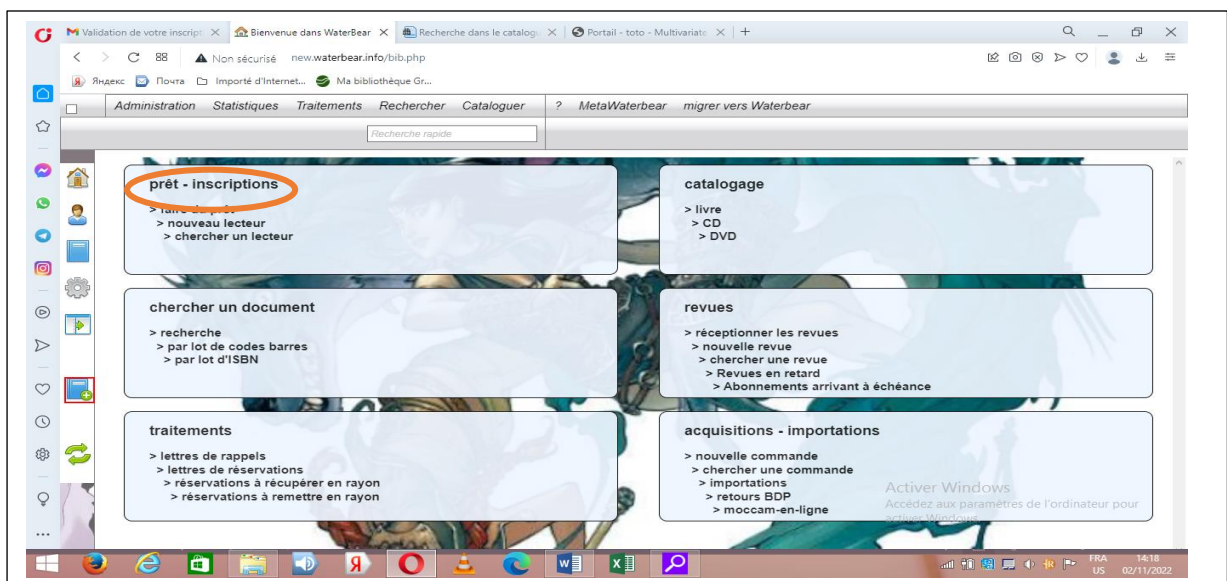 Validation de votre inscript
Bienvenue dans WaterBear
Recherche dans le catalogu
Portail - toto - Multivariate
88
Non sécurisé new.waterbear.info/bib.php
Яндекс Почта Importé d'Internet... Ma bibliothèque Gr...
Administration Statistiques Traitements Rechercher Cataloguer ? MetaWaterbear migrer vers Waterbear
Recherche rapide
prêt - inscriptions
> faire du prêt
> nouveau lecteur
> chercher un lecteur
catalogage
> livre
> CD
> DVD
chercher un document
> recherche
> par lot de codes barres
> par lot d'ISBN
revues
> réceptionner les revues
> nouvelle revue
> chercher une revue
> Revues en retard
> Abonnements arrivant à échéance
traitements
> lettres de rappels
> lettres de réservations
> réservations à récupérer en rayon
> réservations à remettre en rayon
acquisitions - importations
> nouvelle commande
> chercher une commande
> importations
> retours BDP
> moccam-en-ligne
Activer Windows
Accédez aux paramètres de l'ordinateur pour
activer Windows.
FRA 14:18
US 02/11/2022